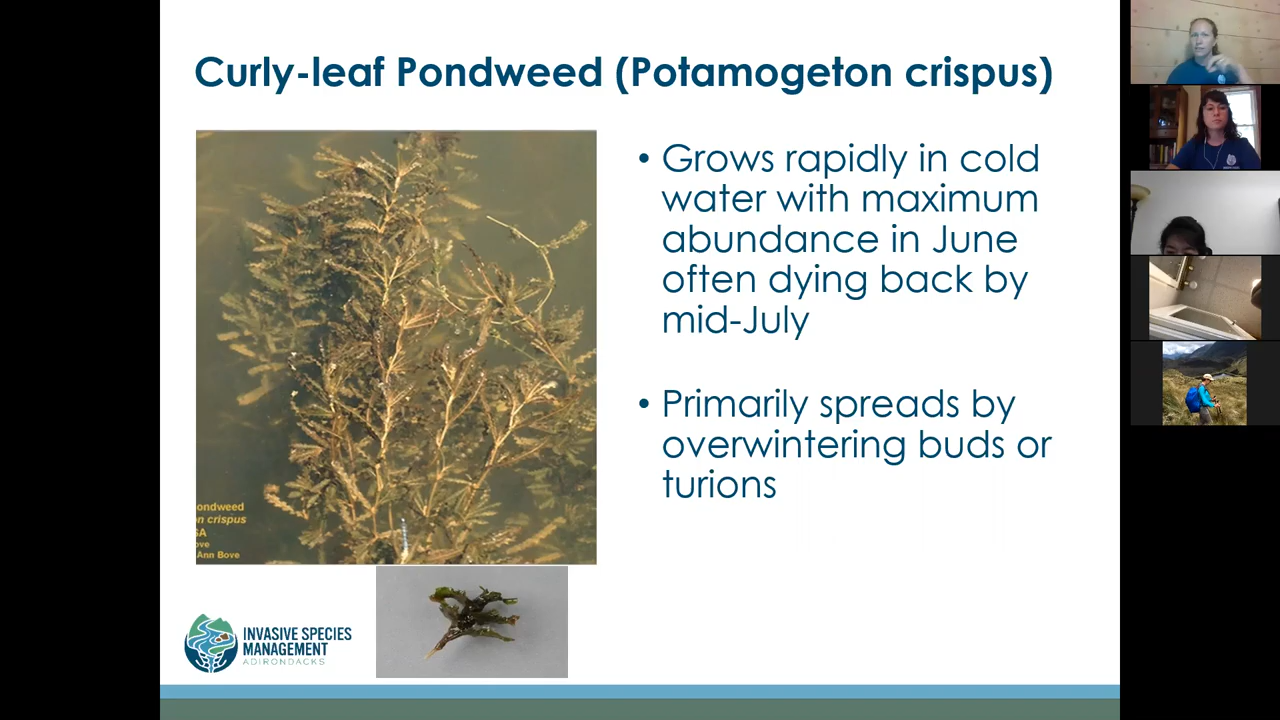 Curly-leaf Pondweed (Potamogeton crispus)
• Grows rapidly in cold
water with maximum
abundance in June
often dying back by
mid-July
• Primarily spreads by
overwintering buds or
turions
ondweed
n crispus
SA
ove
Ann Bove
INVASIVE SPECIES
MANAGEMENT
ADIRONDACKS